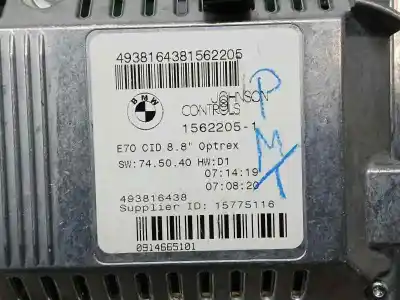 4938164381562205
BMW
JOHNSON
CONTROLS
1562205-1
E70 CID 8.8" Optrex
SW:74.50.40 HW:D1
07:14:19
07:08:20
493816438
Supplier ID: 15775116
0914665101
P
M